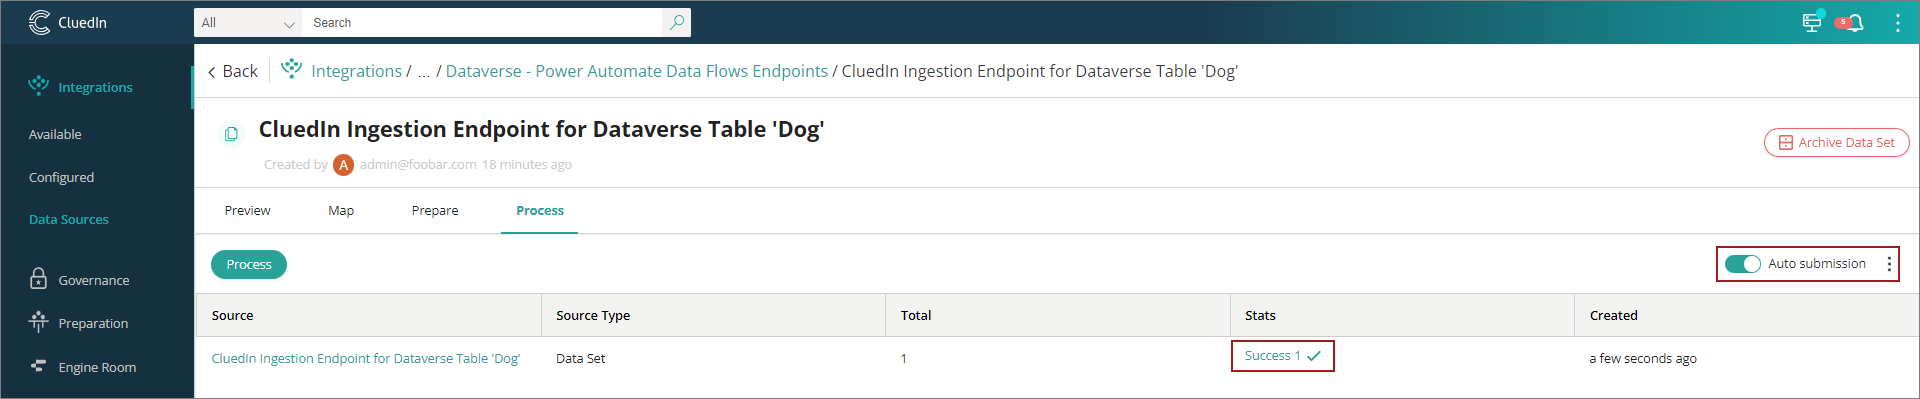 CluedIn
All
Search
5
Integrations
Available
Configured
Data Sources
Governance
Preparation
Engine Room
Back
Integrations / ... / Dataverse - Power Automate Data Flows Endpoints / CluedIn Ingestion Endpoint for Dataverse Table 'Dog'
CluedIn Ingestion Endpoint for Dataverse Table 'Dog'
Created by A admin@foobar.com 18 minutes ago
Archive Data Set
Preview Map Prepare Process
Process
Auto submission
Source Source Type Total Stats Created
CluedIn Ingestion Endpoint for Dataverse Table 'Dog' Data Set 1 Success 1 a few seconds ago